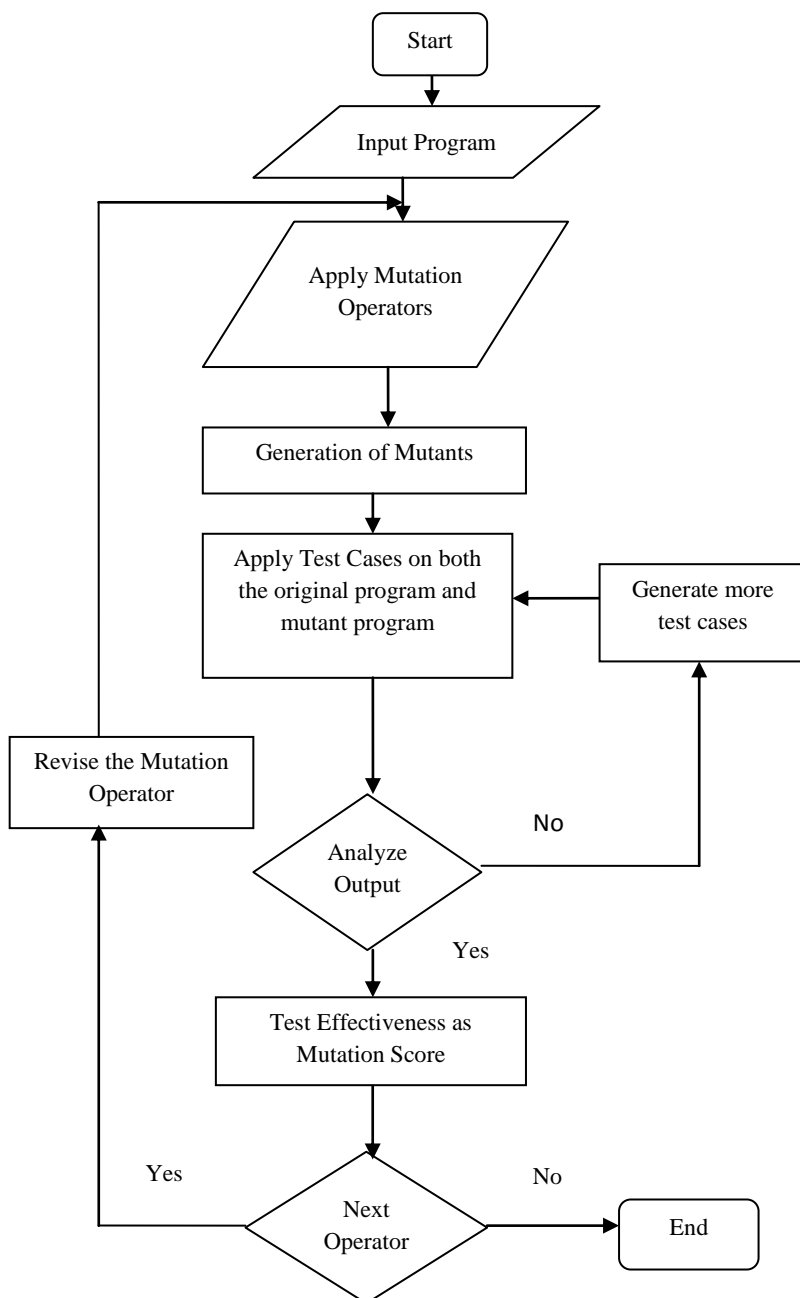 Start
Input Program
Apply Mutation
Operators
Generation of Mutants
Apply Test Cases on both
the original program and
mutant program
Generate more
test cases
Revise the Mutation
Operator
No
Analyze
Output
Yes
Test Effectiveness as
Mutation Score
Yes
No
Next
Operator
End